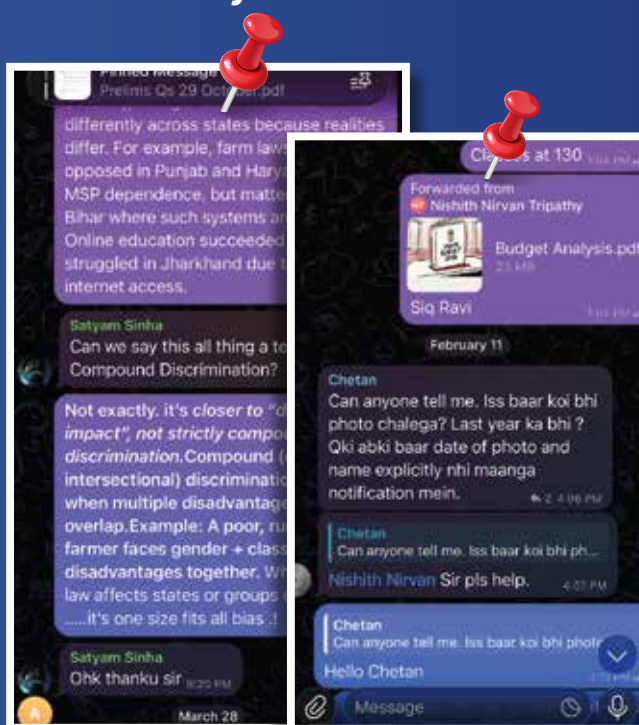 Pinned Message
Prelims Qs 29 October.pdf
differently across states because realities
differ. For example, farm laws
opposed in Punjab and Harya
MSP dependence, but matte
Bihar where such systems ar
Online education succeeded
struggled in Jharkhand due
internet access.
Satyam Sinha
Can we say this all thing a te
Compound Discrimination?
Not exactly. it's closer to "d
impact", not strictly compo
discrimination.Compound (
intersectional) discriminatio
when multiple disadvantage
overlap.Example: A poor, ru
farmer faces gender + class
disadvantages together. W
law affects states or groups
.....it's one size fits all bias .!
Satyam Sinha
Ohk thanku sir 8:20 PM
A
March 28
Classes at 130
Forwarded from
Nishith Nirvan Tripathy
Budget Analysis.pdf
Siq Ravi
February 11
Chetan
Can anyone tell me. Iss baar koi bhi
photo chalega? Last year ka bhi ?
Qki abki baar date of photo and
name explicitly nhi maanga
notification mein.
2 4:06 PM
Chetan
Can anyone tell me. Iss baar koi bhi ph...
Nishith Nirvan Sir pls help. 4:07 PM
Chetan
Can anyone tell me. Iss baar koi bhi photo
Hello Chetan
Message